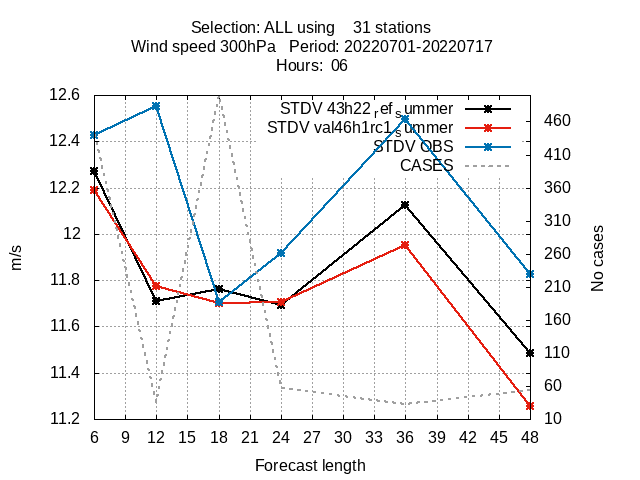 Selection: ALL using    31 stations
Wind speed 300hPa   Period: 20220701-20220717
Hours:  06
STDV 43h22_ref_summer
STDV val46h1rc1_summer
STDV OBS
CASES
12.6
12.4
12.2
12
11.8
11.6
11.4
11.2
m/s
460
410
360
310
260
210
160
110
60
10
No cases
6 9 12 15 18 21 24 27 30 33 36 39 42 45 48
Forecast length